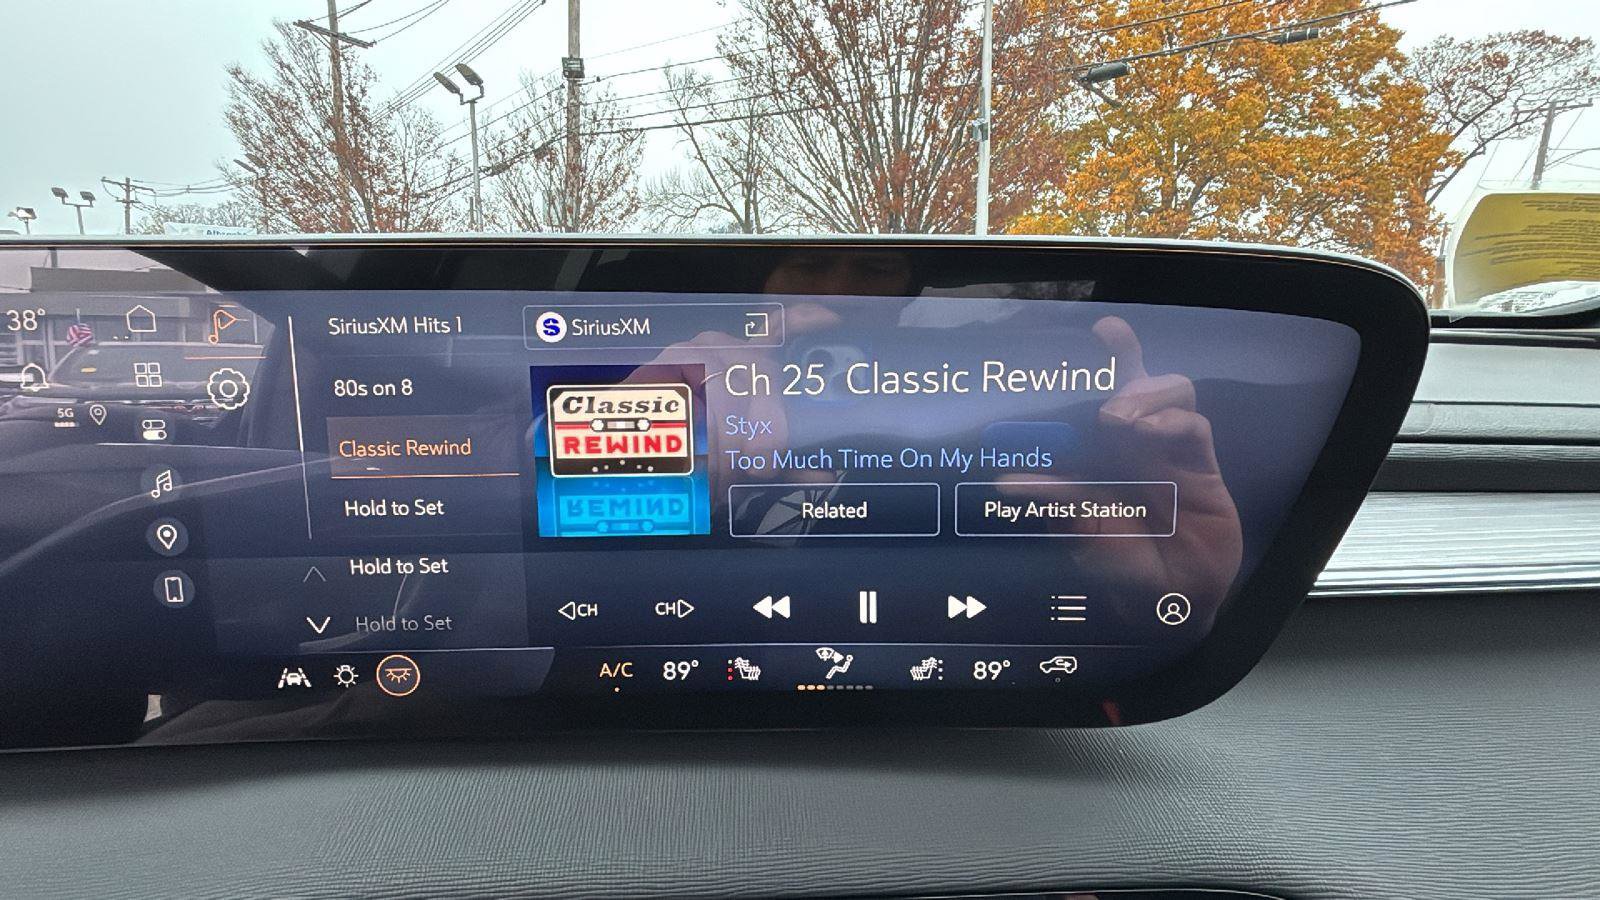 38°
5G
SiriusXM Hits 1
80s on 8
Classic Rewind
Hold to Set
Hold to Set
Hold to Set
SiriusXM
Classic
REWIND
Ch 25 Classic Rewind
Styx
Too Much Time On My Hands
Related
Play Artist Station
CH
CH
A/C
89°
89°